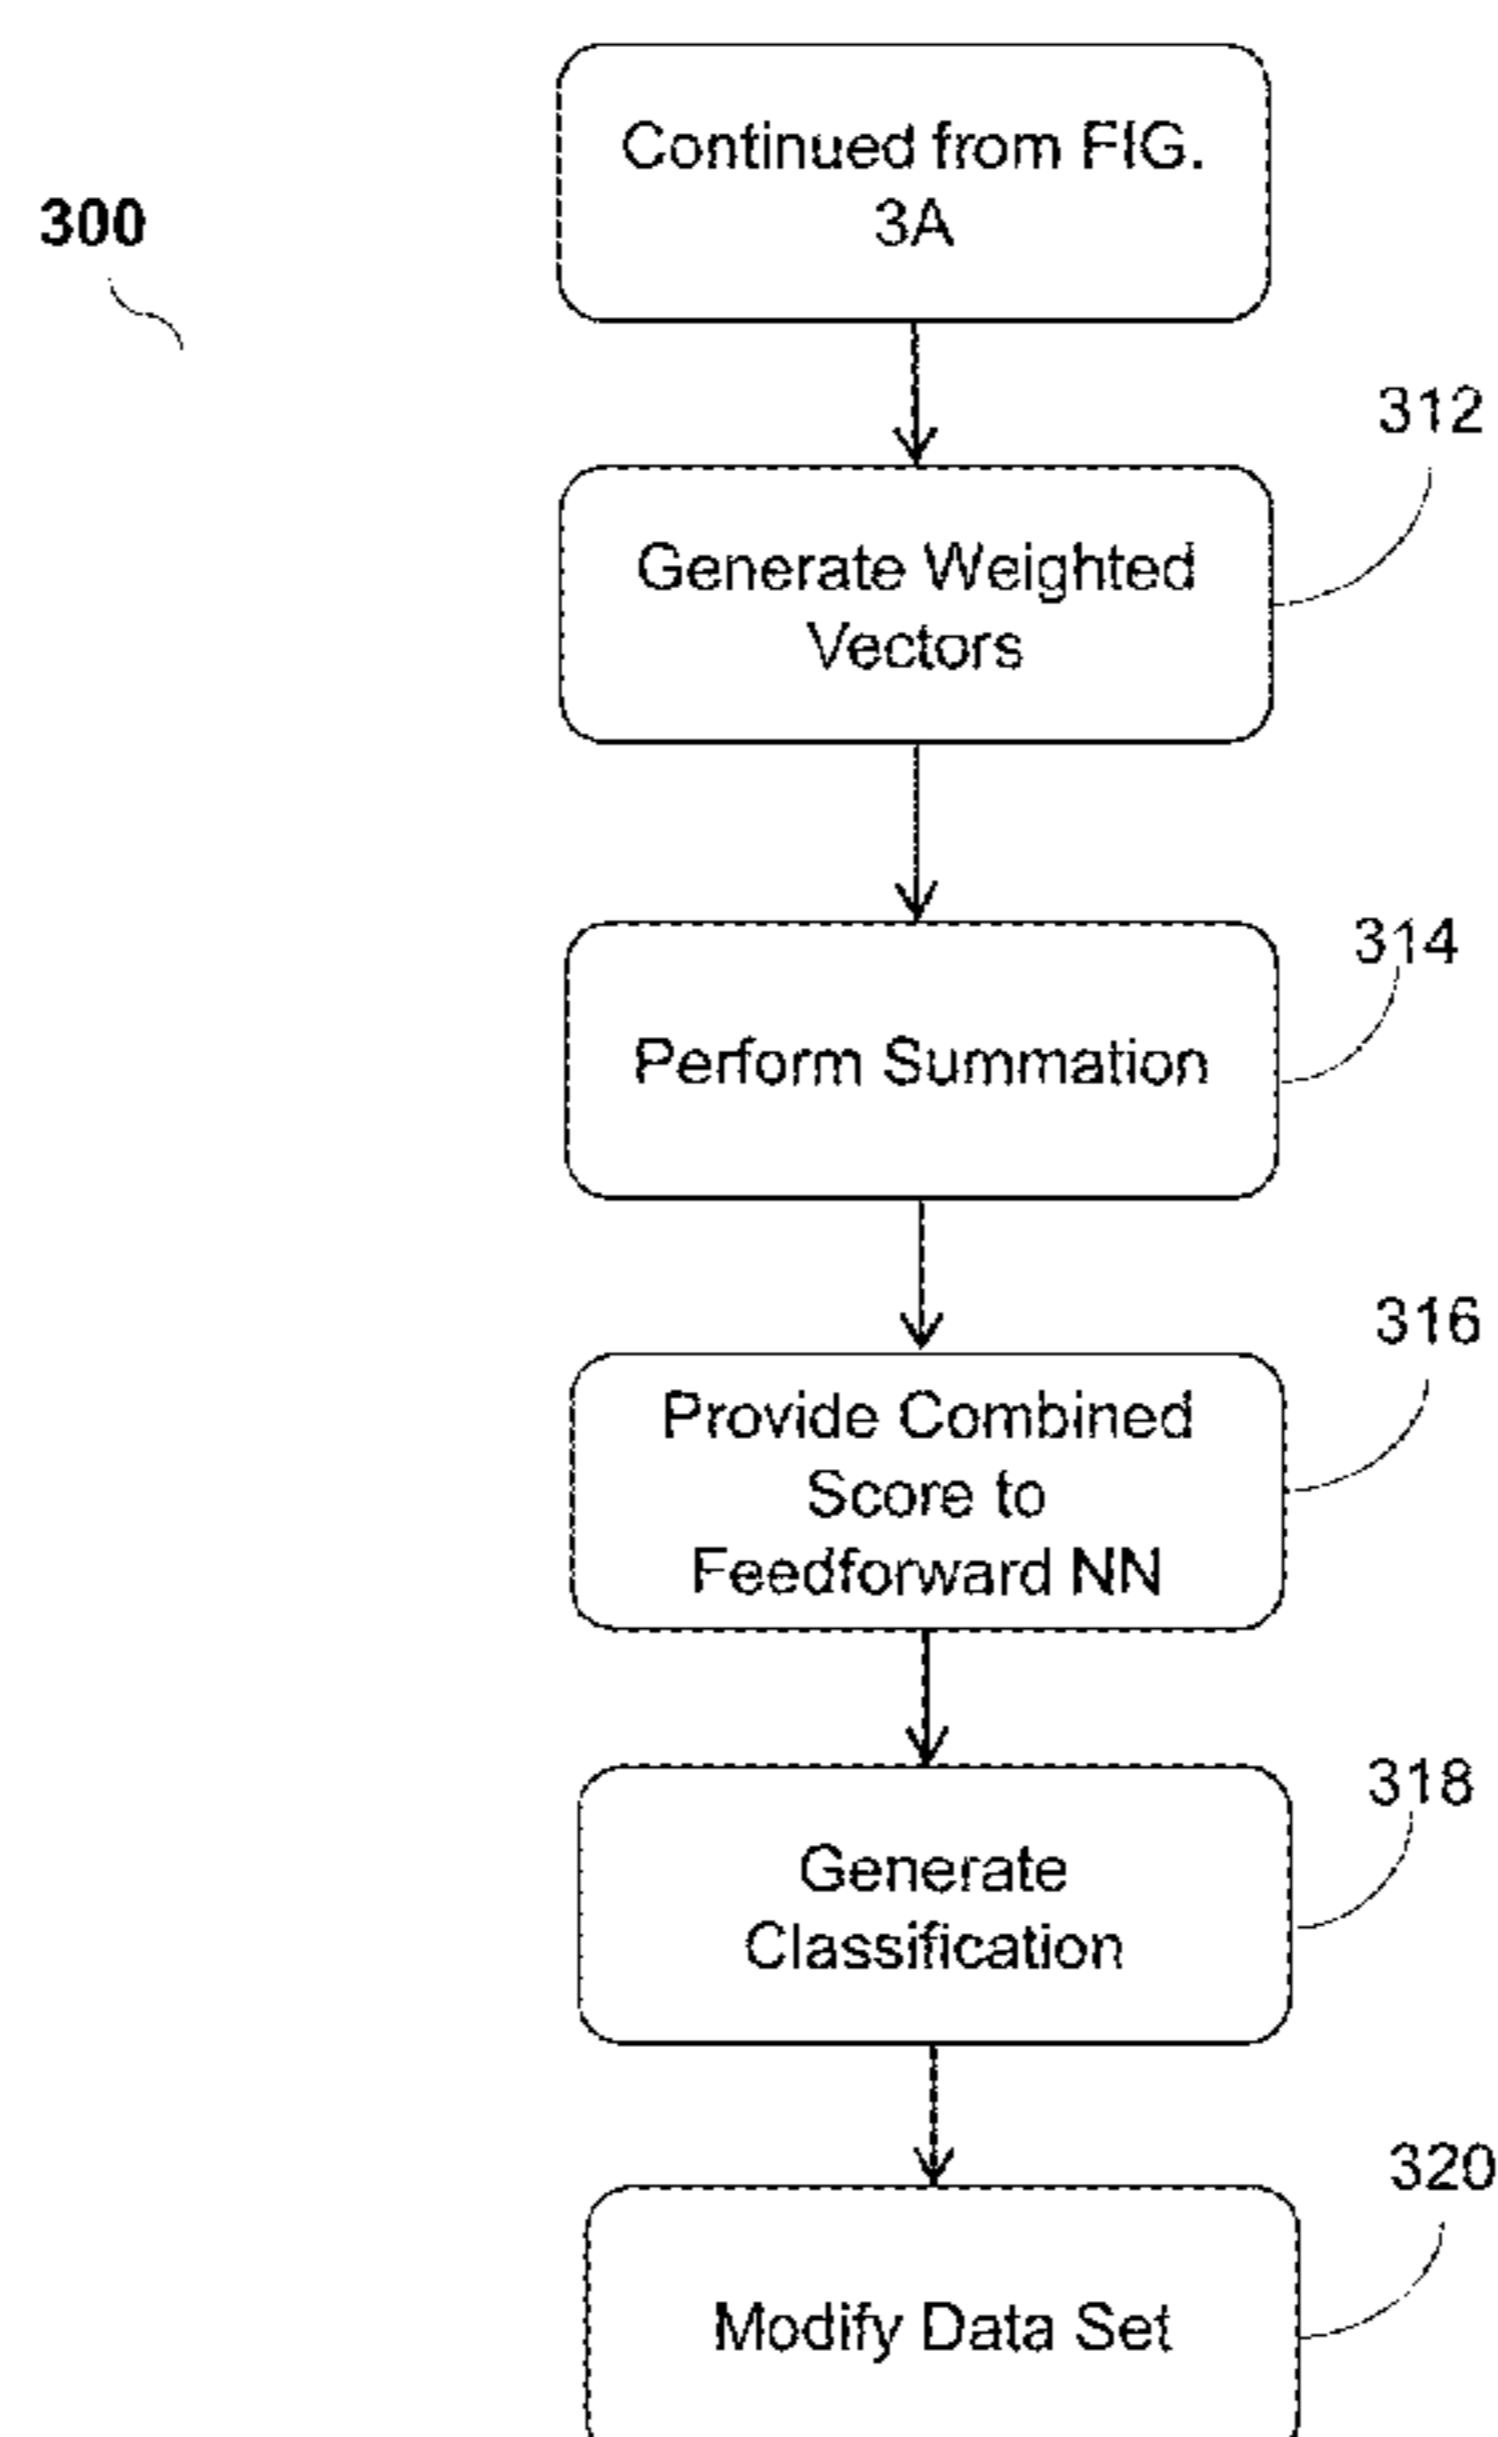 Continued from FIG.
3A
300
312
Generate Weighted
Vectors
314
Perform Summation
316
Provide Combined
Score to
Feedforward NN
318
Generate
Classification
320
Modify Data Set